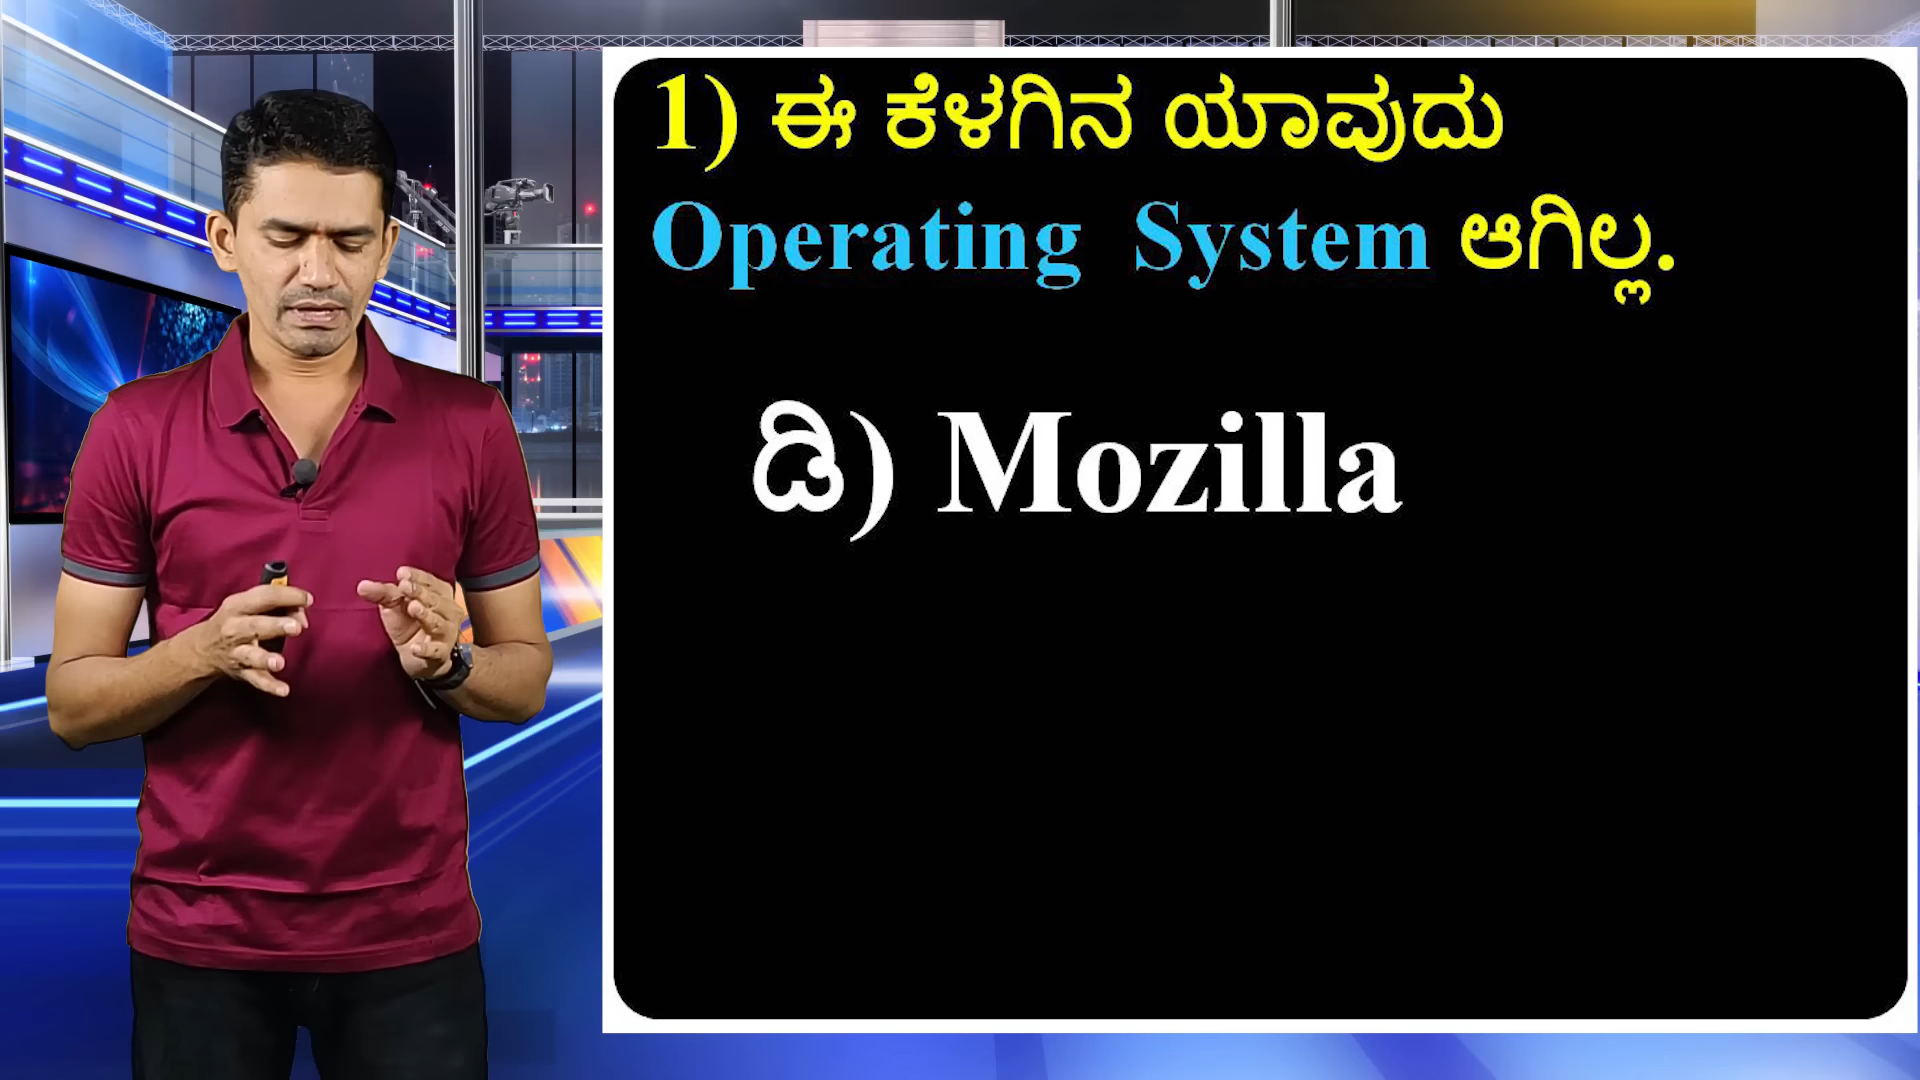 1) ಈ ಕೆಳಗಿನ ಯಾವುದು
Operating System ಆಗಿಲ್ಲ.
ಡಿ) Mozilla